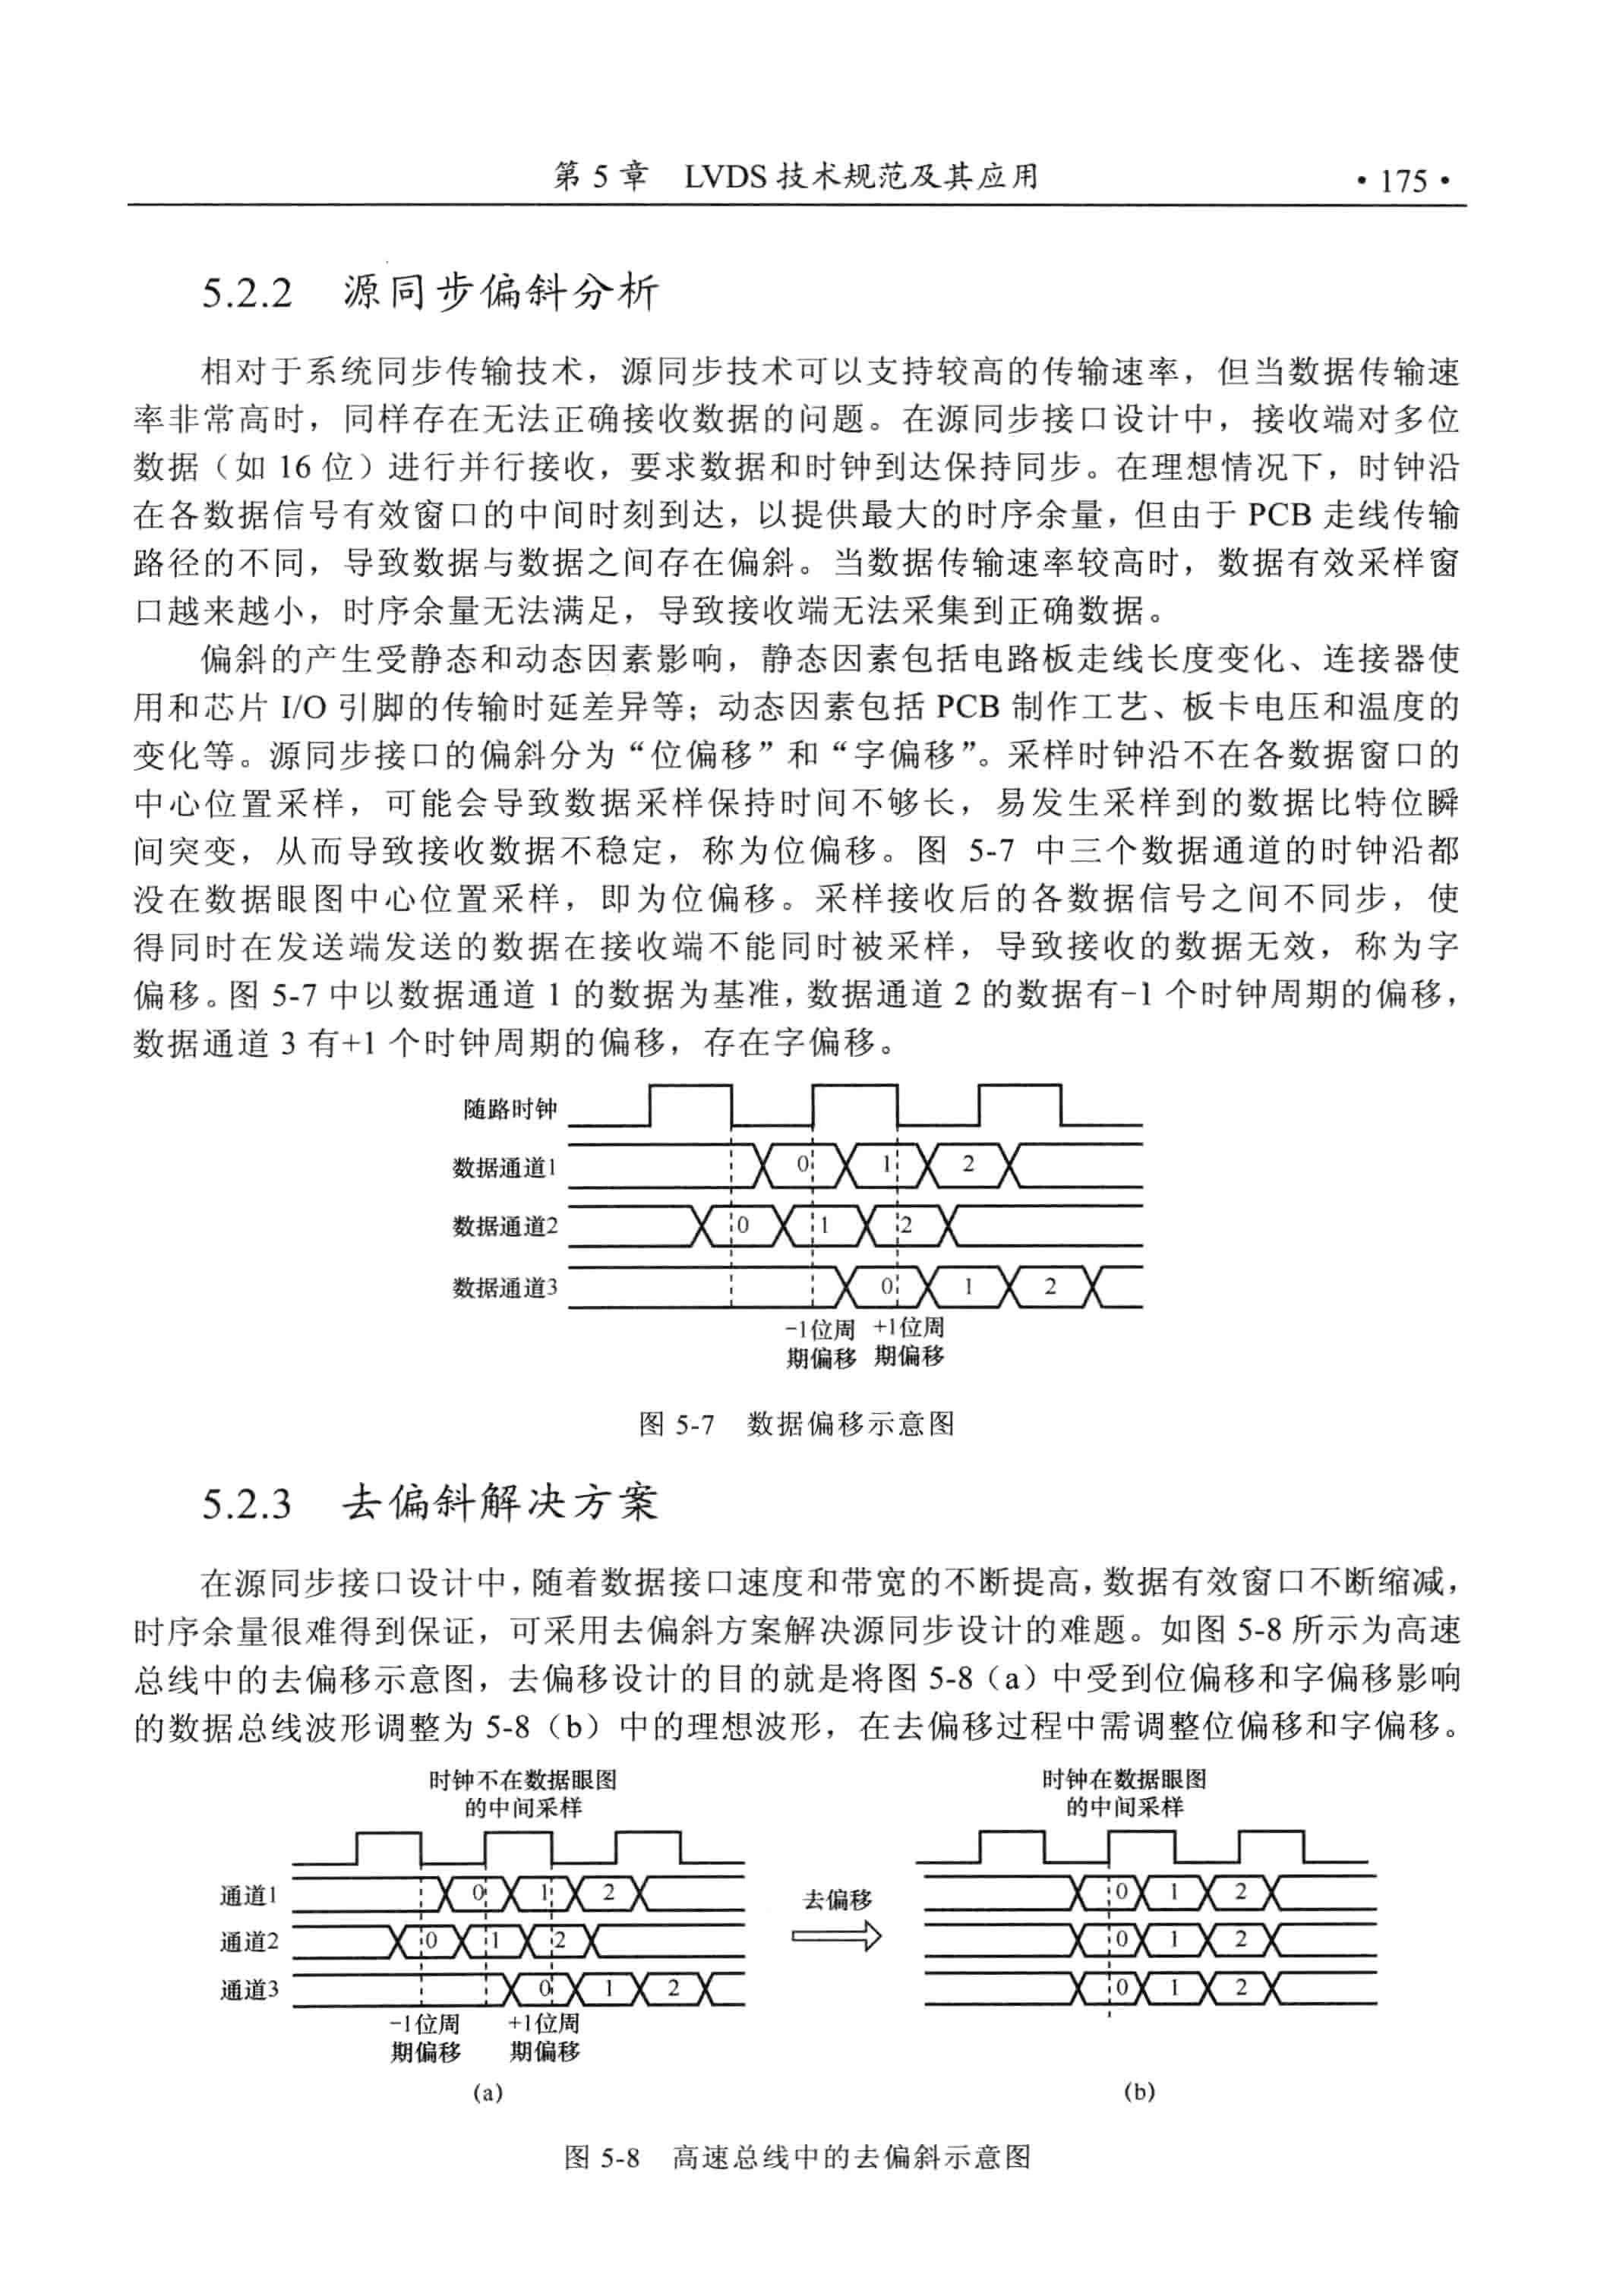 第 5 章 LVDS 技术规范及其应用 ·175·
5.2.2 源同步偏斜分析
相对于系统同步传输技术，源同步技术可以支持较高的传输速率，但当数据传输速
率非常高时，同样存在无法正确接收数据的问题。在源同步接口设计中，接收端对多位
数据（如 16 位）进行并行接收，要求数据和时钟到达保持同步。在理想情况下，时钟沿
在各数据信号有效窗口的中间时刻到达，以提供最大的时序余量，但由于 PCB 走线传输
路径的不同，导致数据与数据之间存在偏斜。当数据传输速率较高时，数据有效采样窗
口越来越小，时序余量无法满足，导致接收端无法采集到正确数据。
偏斜的产生受静态和动态因素影响，静态因素包括电路板走线长度变化、连接器使
用和芯片 I/O 引脚的传输时延差异等；动态因素包括 PCB 制作工艺、板卡电压和温度的
变化等。源同步接口的偏斜分为“位偏移”和“字偏移”。采样时钟沿不在各数据窗口的
中心位置采样，可能会导致数据采样保持时间不够长，易发生采样到的数据比特位瞬
间突变，从而导致接收数据不稳定，称为位偏移。图 5-7 中三个数据通道的时钟沿都
没在数据眼图中心位置采样，即为位偏移。采样接收后的各数据信号之间不同步，使
得同时在发送端发送的数据在接收端不能同时被采样，导致接收的数据无效，称为字
偏移。图 5-7 中以数据通道 1 的数据为基准，数据通道 2 的数据有-1 个时钟周期的偏移，
数据通道 3 有+1 个时钟周期的偏移，存在字偏移。
随路时钟
数据通道1 0 1 2
数据通道2 0 1 2
数据通道3 0 1 2
-1位周 +1位周
期偏移 期偏移
图 5-7 数据偏移示意图
5.2.3 去偏斜解决方案
在源同步接口设计中，随着数据接口速度和带宽的不断提高，数据有效窗口不断缩减，
时序余量很难得到保证，可采用去偏斜方案解决源同步设计的难题。如图 5-8 所示为高速
总线中的去偏移示意图，去偏移设计的目的就是将图 5-8（a）中受到位偏移和字偏移影响
的数据总线波形调整为 5-8（b）中的理想波形，在去偏移过程中需调整位偏移和字偏移。
时钟不在数据眼图
的中间采样
通道1 0 1 2
通道2 0 1 2
通道3 0 1 2
-1位周 +1位周
期偏移 期偏移
(a)
去偏移
时钟在数据眼图
的中间采样
0 1 2
0 1 2
0 1 2
(b)
图 5-8 高速总线中的去偏斜示意图